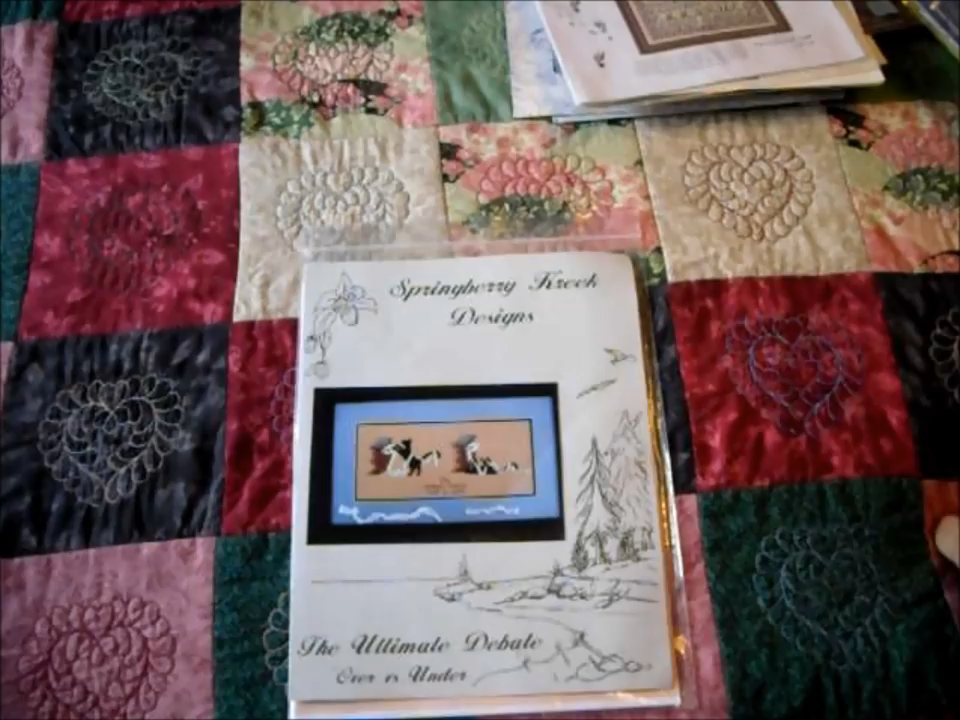 Springberry Kreek
Designs
The Ultimate Debate
Over vs Under